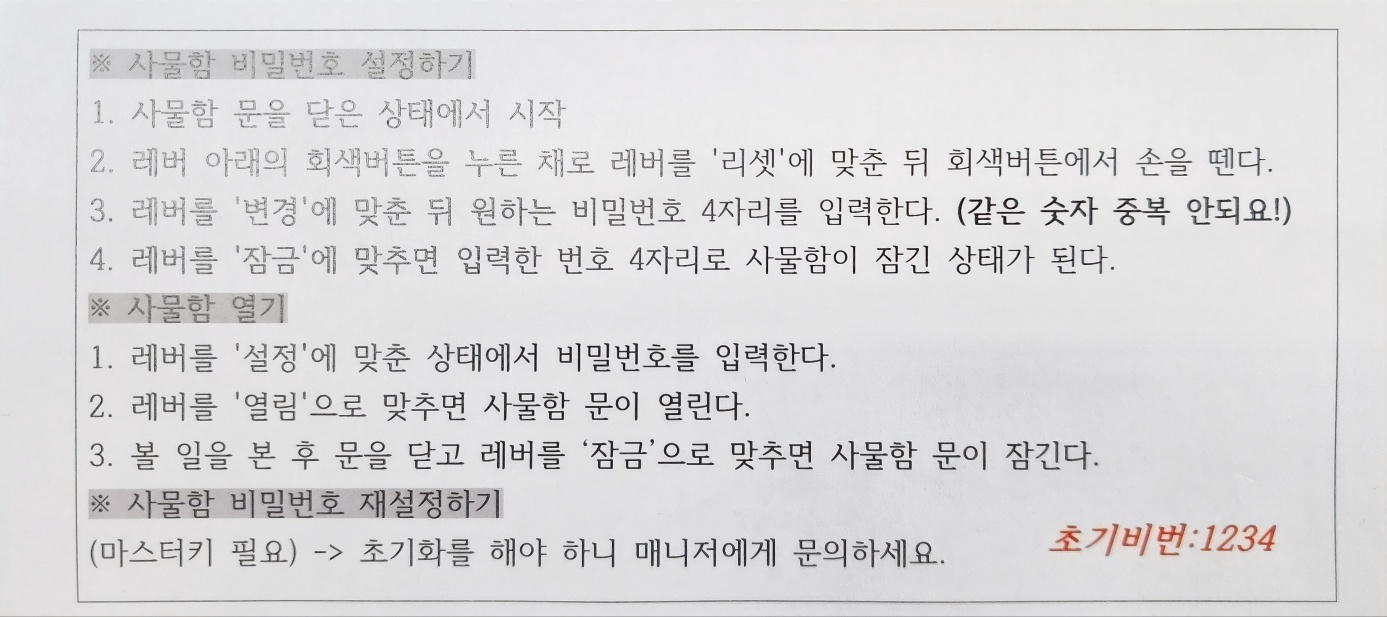 ※ 사물함 비밀번호 설정하기
1. 사물함 문을 닫은 상태에서 시작
2. 레버 아래의 회색버튼을 누른 채로 레버를 '리셋'에 맞춘 뒤 회색버튼에서 손을 뗀다.
3. 레버를 '변경'에 맞춘 뒤 원하는 비밀번호 4자리를 입력한다. (같은 숫자 중복 안되요!)
4. 레버를 '잠금'에 맞추면 입력한 번호 4자리로 사물함이 잠긴 상태가 된다.
※ 사물함 열기
1. 레버를 '설정'에 맞춘 상태에서 비밀번호를 입력한다.
2. 레버를 '열림'으로 맞추면 사물함 문이 열린다.
3. 볼 일을 본 후 문을 닫고 레버를 ‘잠금’으로 맞추면 사물함 문이 잠긴다.
※ 사물함 비밀번호 재설정하기
(마스터키 필요) -> 초기화를 해야 하니 매니저에게 문의하세요.
초기비번:1234